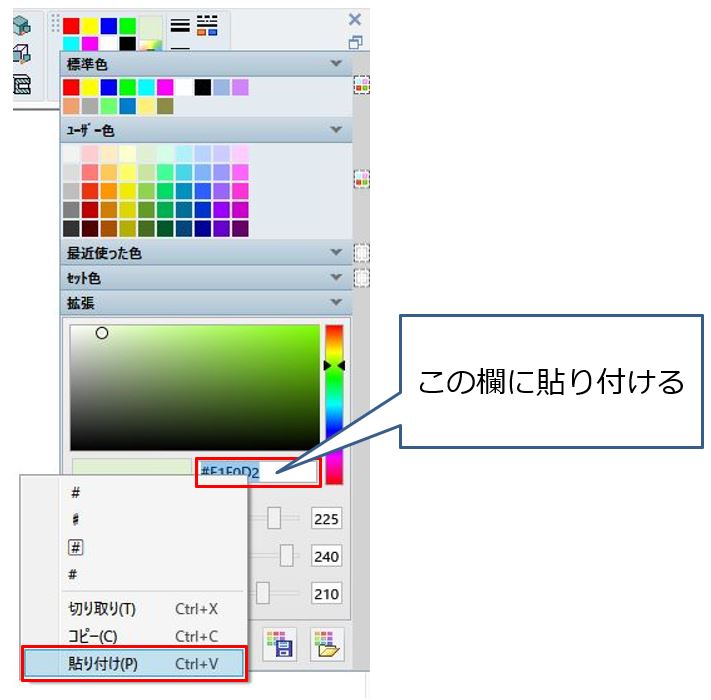 標準色
ﾕｰｻﾞｰ色
最近使った色
ｾｯﾄ色
拡張
この欄に貼り付ける
#E1F0D2
#
♯
#
#
225
240
210
切り取り(T) Ctrl+X
コピー(C) Ctrl+C
貼り付け(P) Ctrl+V